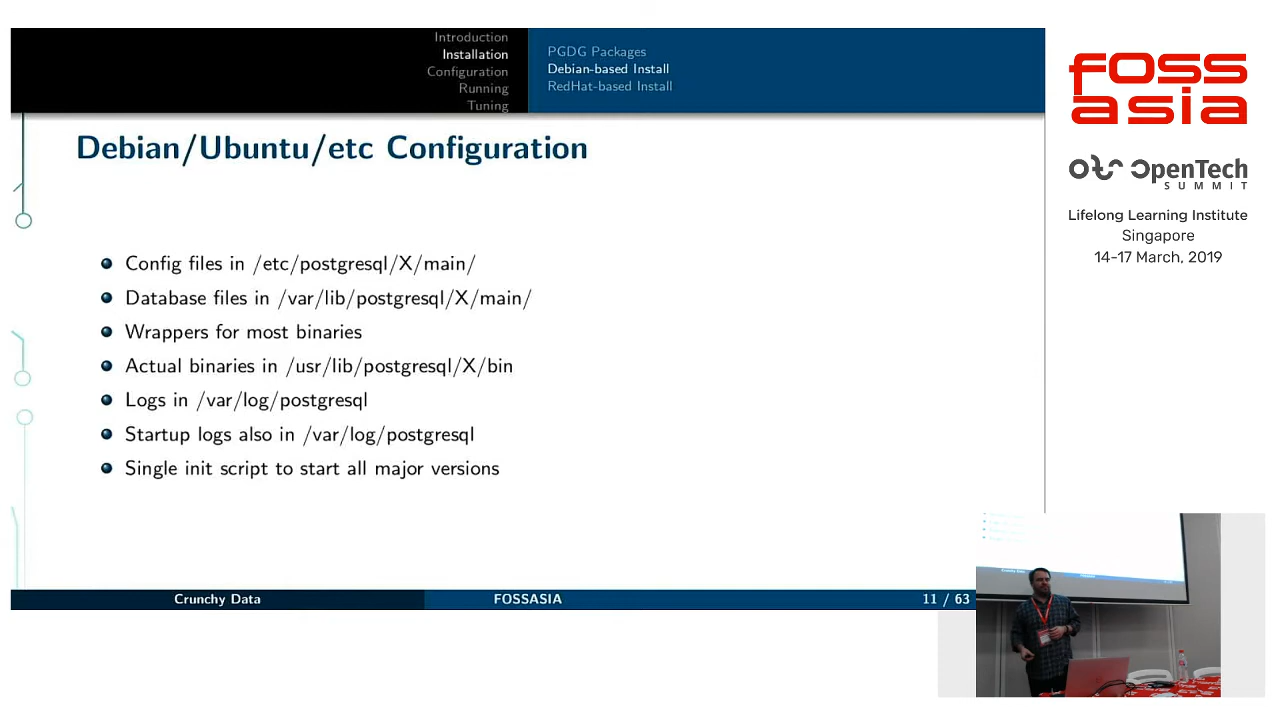 Introduction
Installation
Configuration
Running
Tuning
PGDG Packages
Debian-based Install
RedHat-based Install
Debian/Ubuntu/etc Configuration
Config files in /etc/postgresql/X/main/
Database files in /var/lib/postgresql/X/main/
Wrappers for most binaries
Actual binaries in /usr/lib/postgresql/X/bin
Logs in /var/log/postgresql
Startup logs also in /var/log/postgresql
Single init script to start all major versions
Crunchy Data
FOSSASIA
11 / 63
foss
asia
OpenTech
SUMMIT
Lifelong Learning Institute
Singapore
14-17 March, 2019